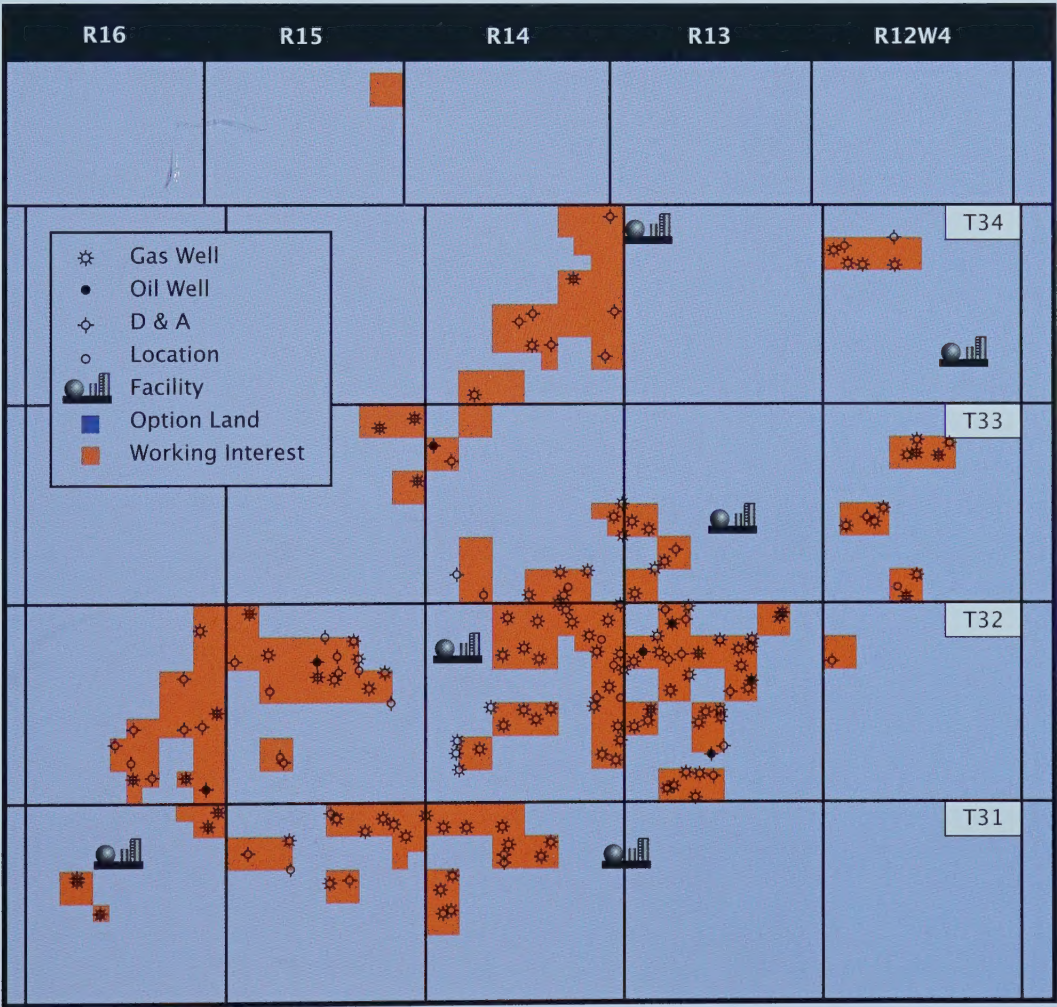 R16 R15 R14 R13 R12W4
T34
Gas Well
Oil Well
D & A
Location
Facility
Option Land
Working Interest
T33
T32
T31